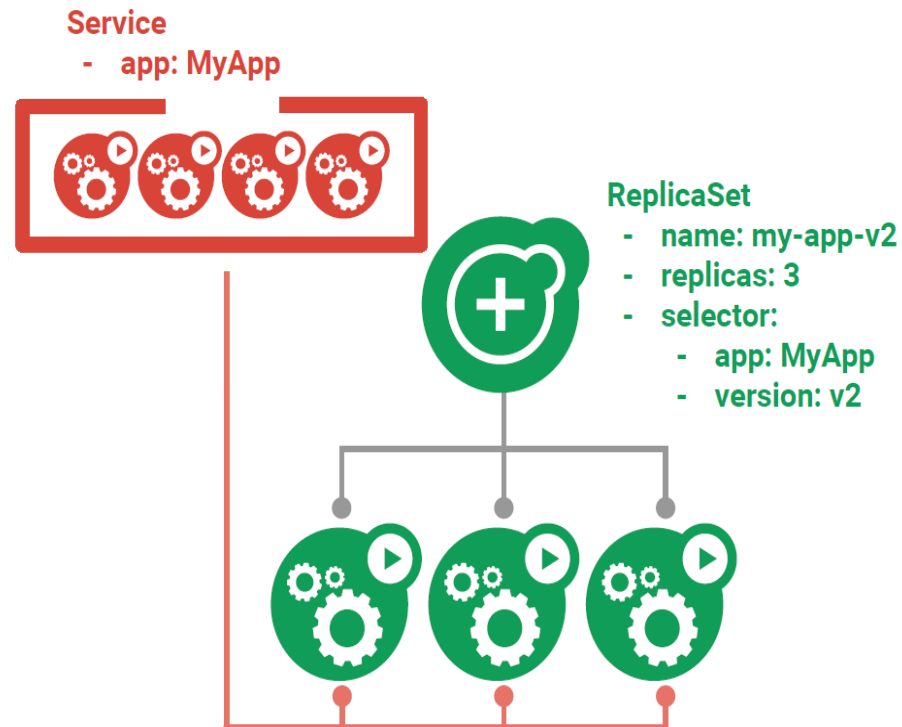 Service
- app: MyApp
ReplicaSet
- name: my-app-v2
- replicas: 3
- selector:
- app: MyApp
- version: v2